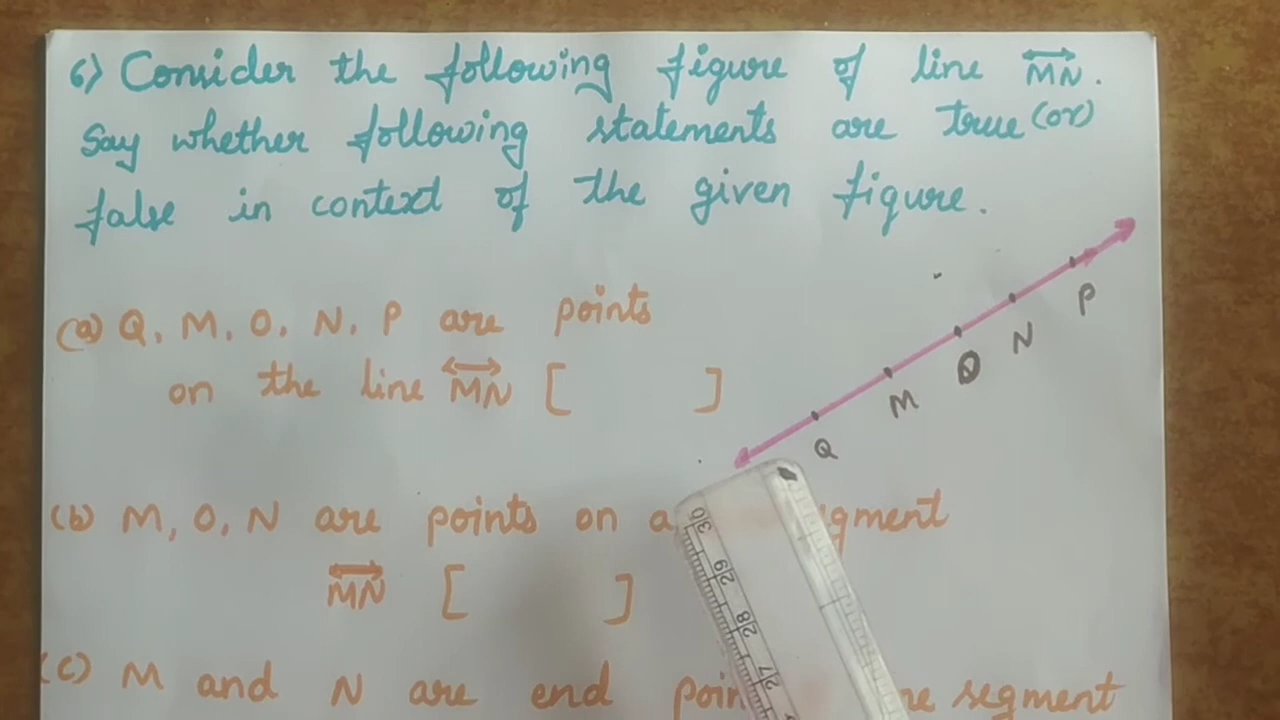 6) Consider the following figure of line MN.
Say whether following statements are true (or)
false in context of the given figure.
(a) Q, M, O, N, P are points
on the line MN [ ]
P
N
O
M
Q
(b) M, O, N are points on a gment
MN [ ]
(c) M and N are end poin segment
30
29
28
27